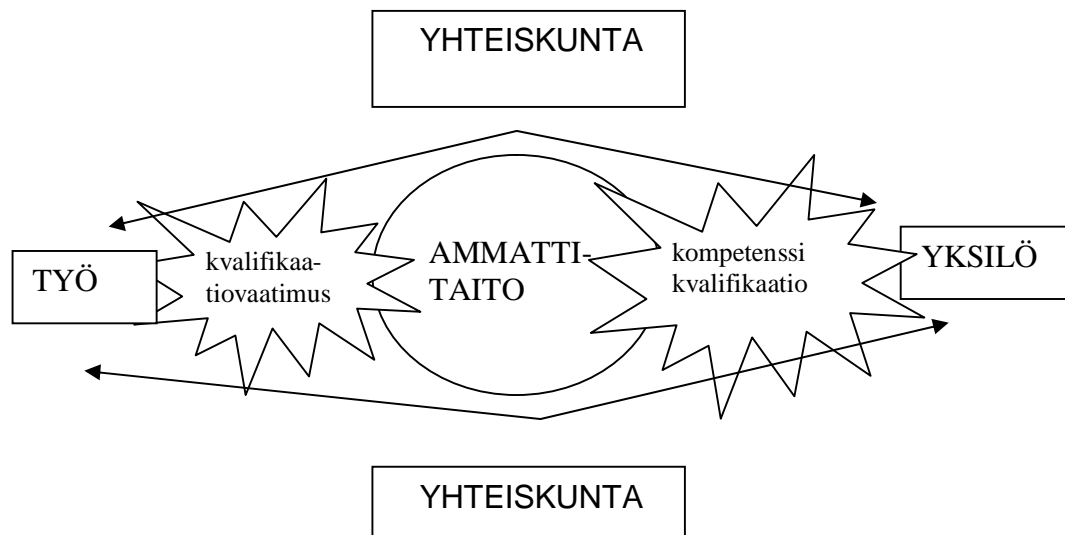 YHTEISKUNTA
TYÖ
kvalifikaa-
tiovaatimus
AMMATTI-
TAITO
kompetenssi
kvalifikaatio
YKSILÖ
YHTEISKUNTA